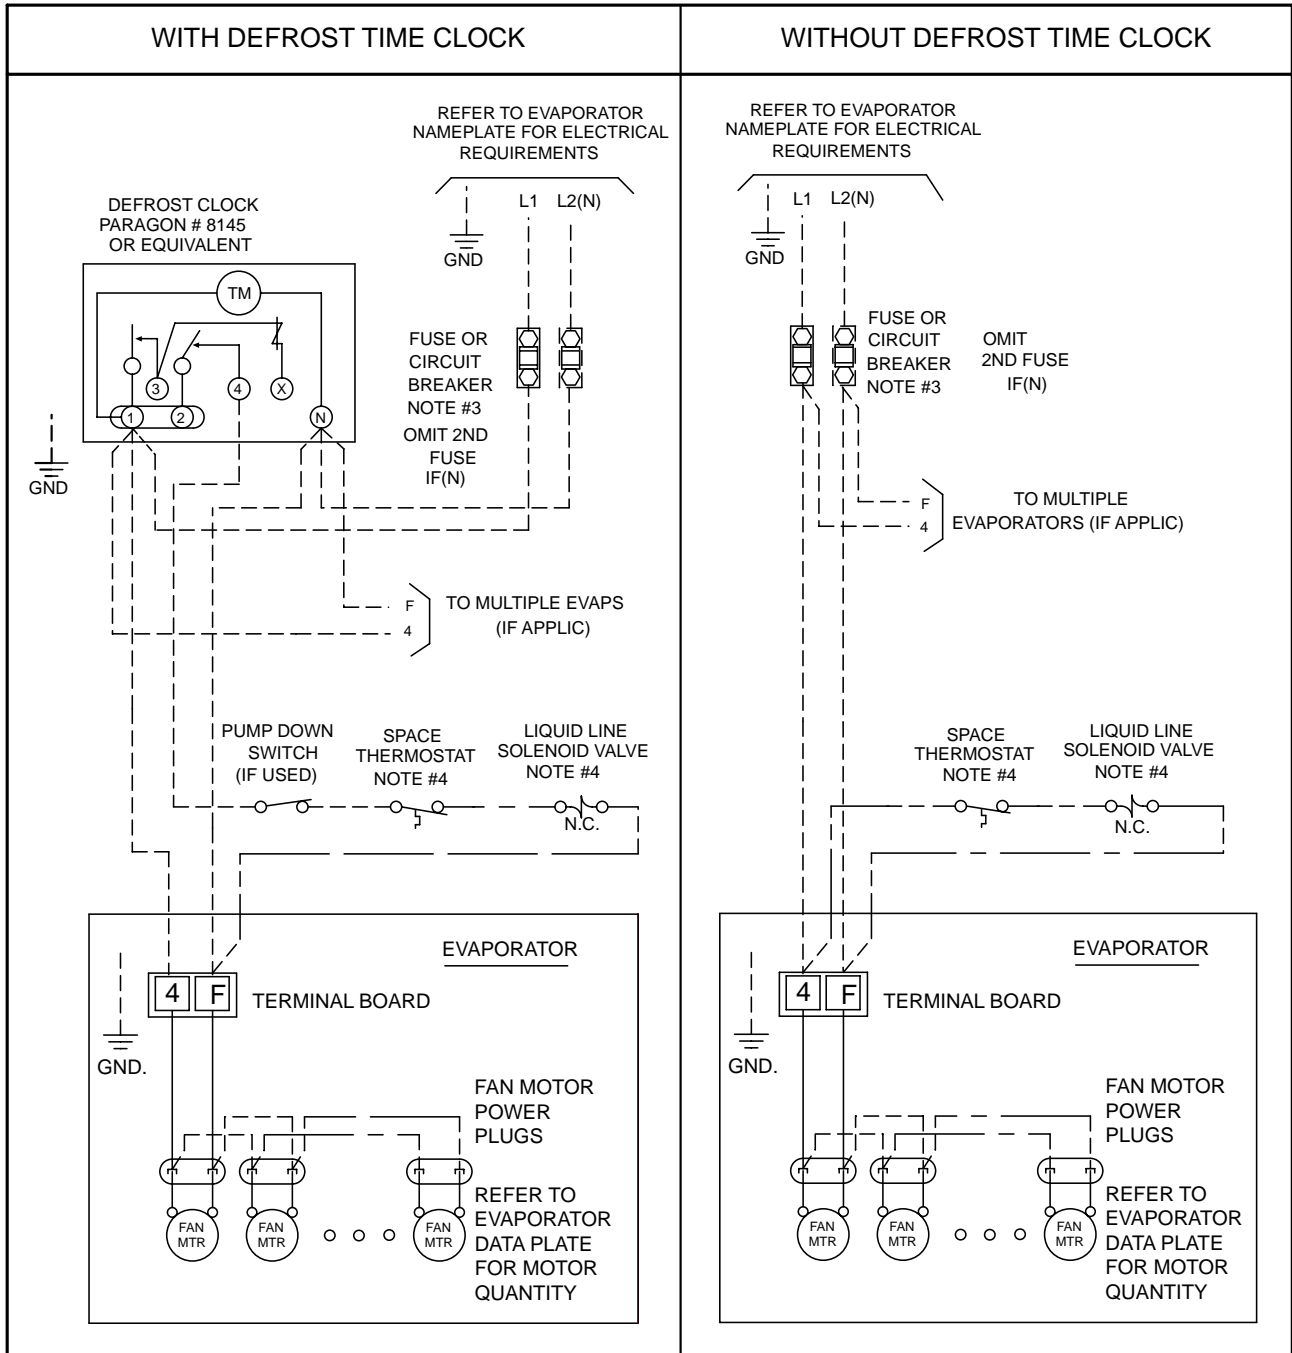 WITH DEFROST TIME CLOCK
REFER TO EVAPORATOR
NAMEPLATE FOR ELECTRICAL
REQUIREMENTS
L1 L2(N)
GND
DEFROST CLOCK
PARAGON # 8145
OR EQUIVALENT
TM
3 4 X
1 2 N
GND
FUSE OR
CIRCUIT
BREAKER
NOTE #3
OMIT 2ND
FUSE
IF(N)
F
4
TO MULTIPLE EVAPS
(IF APPLIC)
PUMP DOWN
SWITCH
(IF USED)
SPACE
THERMOSTAT
NOTE #4
LIQUID LINE
SOLENOID VALVE
NOTE #4
N.C.
EVAPORATOR
4 F
TERMINAL BOARD
GND.
FAN MOTOR
POWER
PLUGS
FAN
MTR
FAN
MTR
FAN
MTR
REFER TO
EVAPORATOR
DATA PLATE
FOR MOTOR
QUANTITY
WITHOUT DEFROST TIME CLOCK
REFER TO EVAPORATOR
NAMEPLATE FOR ELECTRICAL
REQUIREMENTS
L1 L2(N)
GND
FUSE OR
CIRCUIT
BREAKER
NOTE #3
OMIT
2ND FUSE
IF(N)
F
4
TO MULTIPLE
EVAPORATORS (IF APPLIC)
SPACE
THERMOSTAT
NOTE #4
LIQUID LINE
SOLENOID VALVE
NOTE #4
N.C.
EVAPORATOR
4 F
TERMINAL BOARD
GND.
FAN MOTOR
POWER
PLUGS
FAN
MTR
FAN
MTR
FAN
MTR
REFER TO
EVAPORATOR
DATA PLATE
FOR MOTOR
QUANTITY